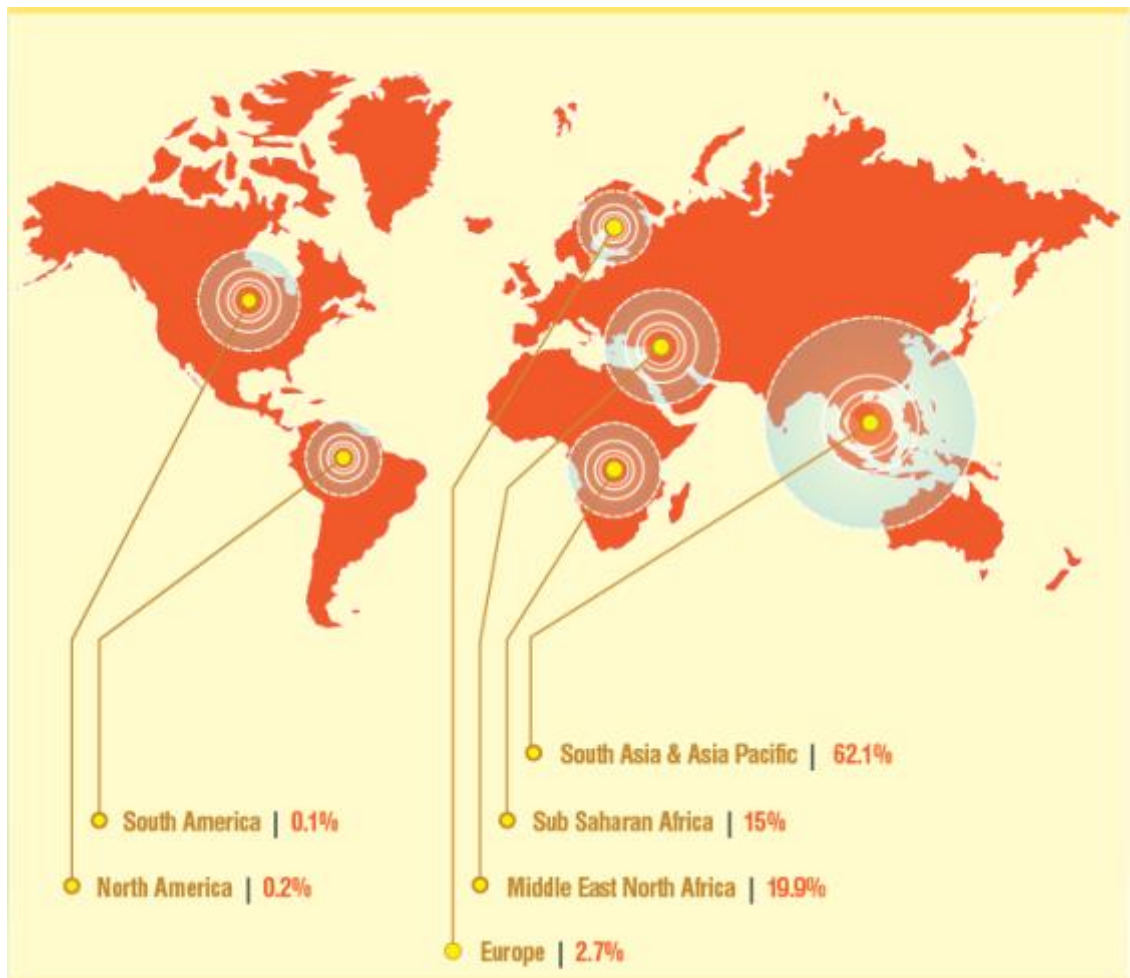 South Asia & Asia Pacific | 62.1%
South America | 0.1%
Sub Saharan Africa | 15%
North America | 0.2%
Middle East North Africa | 19.9%
Europe | 2.7%